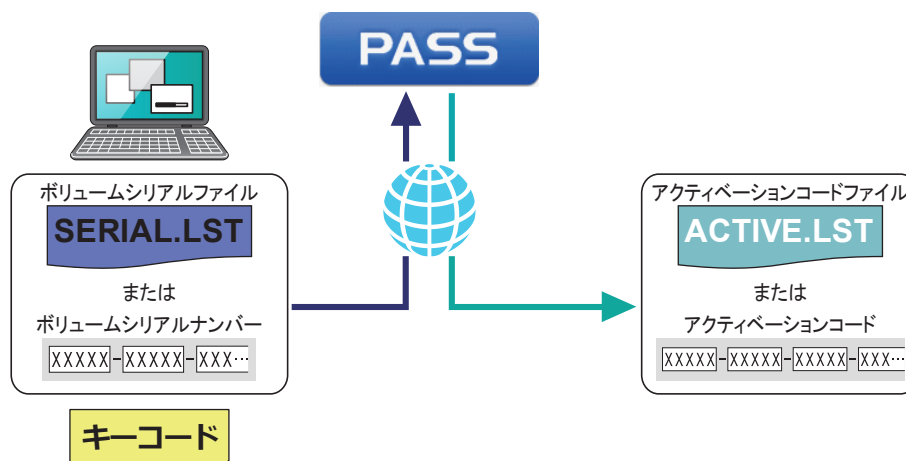 PASS
ボリュームシリアルファイル
SERIAL.LST
または
ボリュームシリアルナンバー
XXXXX-XXXXX-XXX…
キーコード
アクティベーションコードファイル
ACTIVE.LST
または
アクティベーションコード
XXXXX-XXXXX-XXXXX-XXX…